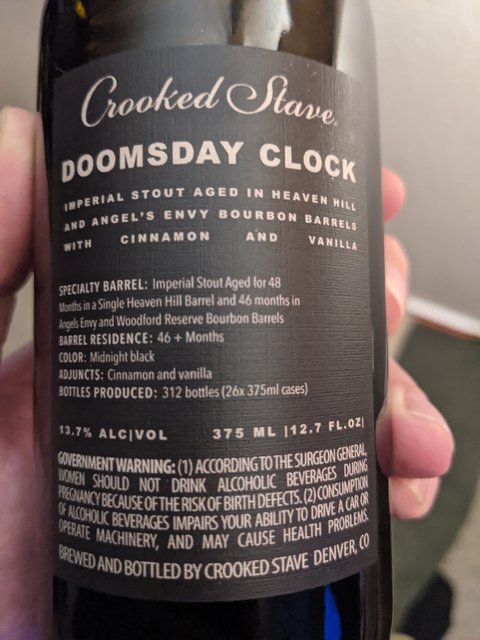 Crooked Stave
DOOMSDAY CLOCK
IMPERIAL STOUT AGED IN HEAVEN HILL
AND ANGEL'S ENVY BOURBON BARRELS
WITH CINNAMON AND VANILLA
SPECIALTY BARREL: Imperial Stout Aged for 48
Months in a Single Heaven Hill Barrel and 46 months in
Angels Envy and Woodford Reserve Bourbon Barrels
BARREL RESIDENCE: 46 + Months
COLOR: Midnight black
ADJUNCTS: Cinnamon and vanilla
BOTTLES PRODUCED: 312 bottles (26x 375ml cases)
13.7% ALC|VOL 375 ML |12.7 FL.OZ|
GOVERNMENT WARNING: (1) ACCORDING TO THE SURGEON GENERAL,
WOMEN SHOULD NOT DRINK ALCOHOLIC BEVERAGES DURING
PREGNANCY BECAUSE OF THE RISK OF BIRTH DEFECTS. (2) CONSUMPTION
OF ALCOHOLIC BEVERAGES IMPAIRS YOUR ABILITY TO DRIVE A CAR OR
OPERATE MACHINERY, AND MAY CAUSE HEALTH PROBLEMS.
BREWED AND BOTTLED BY CROOKED STAVE DENVER, CO